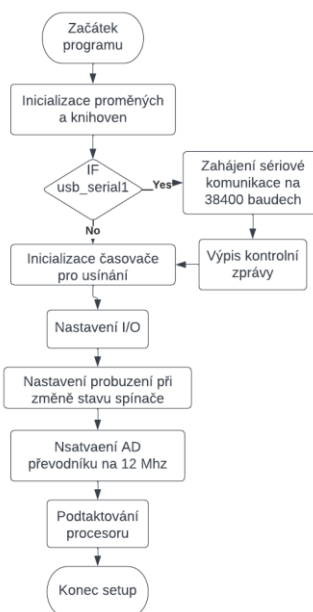 Začátek
programu
Inicializace proměných
a knihoven
IF
usb_serial1
Yes
Zahájení sériové
komunikace na
38400 baudech
No
Inicializace časovače
pro usínání
Výpis kontrolní
zprávy
Nastavení I/O
Nastavení probuzení při
změně stavu spínače
Nsatvaení AD
převodníku na 12 Mhz
Podtaktování
procesoru
Konec setup